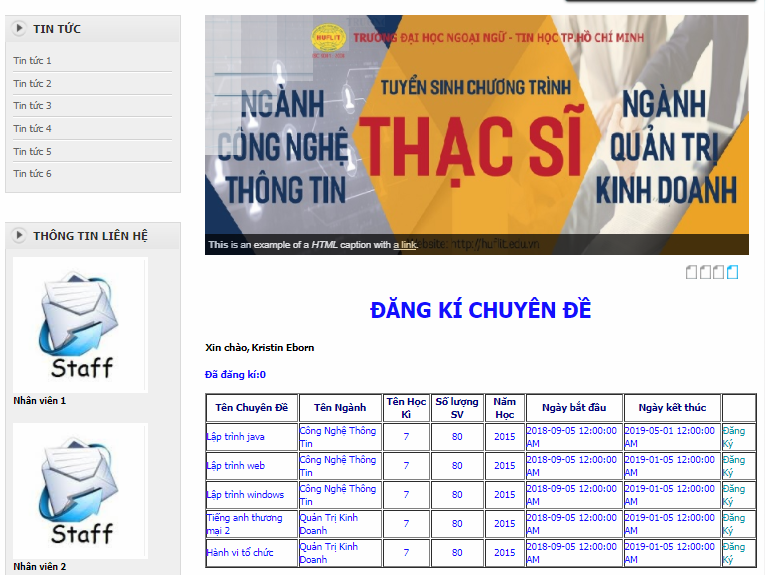 TIN TỨC
Tin tức 1
Tin tức 2
Tin tức 3
Tin tức 4
Tin tức 5
Tin tức 6
THÔNG TIN LIÊN HỆ
Staff
Nhân viên 1
Staff
Nhân viên 2
HUFLIT
TRƯỜNG ĐẠI HỌC NGOẠI NGỮ - TIN HỌC TP.HỒ CHÍ MINH
TUYỂN SINH CHƯƠNG TRÌNH
THẠC SĨ
NGÀNH
CÔNG NGHỆ
THÔNG TIN
NGÀNH
QUẢN TRỊ
KINH DOANH
This is an example of a HTML caption with a link.
http://huflit.edu.vn
ĐĂNG KÍ CHUYÊN ĐỀ
Xin chào, Kristin Eborn
Đã đăng kí:0
Tên Chuyên Đề Tên Ngành Tên Học Kì Số lượng SV Năm Học Ngày bắt đầu Ngày kết thúc
Lập trình java Công Nghệ Thông Tin 7 80 2015 2018-09-05 12:00:00 AM 2019-05-01 12:00:00 AM Đăng Ký
Lập trình web Công Nghệ Thông Tin 7 80 2015 2018-09-05 12:00:00 AM 2019-01-05 12:00:00 AM Đăng Ký
Lập trình windows Công Nghệ Thông Tin 7 80 2015 2018-09-05 12:00:00 AM 2019-01-05 12:00:00 AM Đăng Ký
Tiếng anh thương mại 2 Quản Trị Kinh Doanh 7 80 2015 2018-09-05 12:00:00 AM 2019-01-05 12:00:00 AM Đăng Ký
Hành vi tổ chức Quản Trị Kinh Doanh 7 80 2015 2018-09-05 12:00:00 AM 2019-01-05 12:00:00 AM Đăng Ký